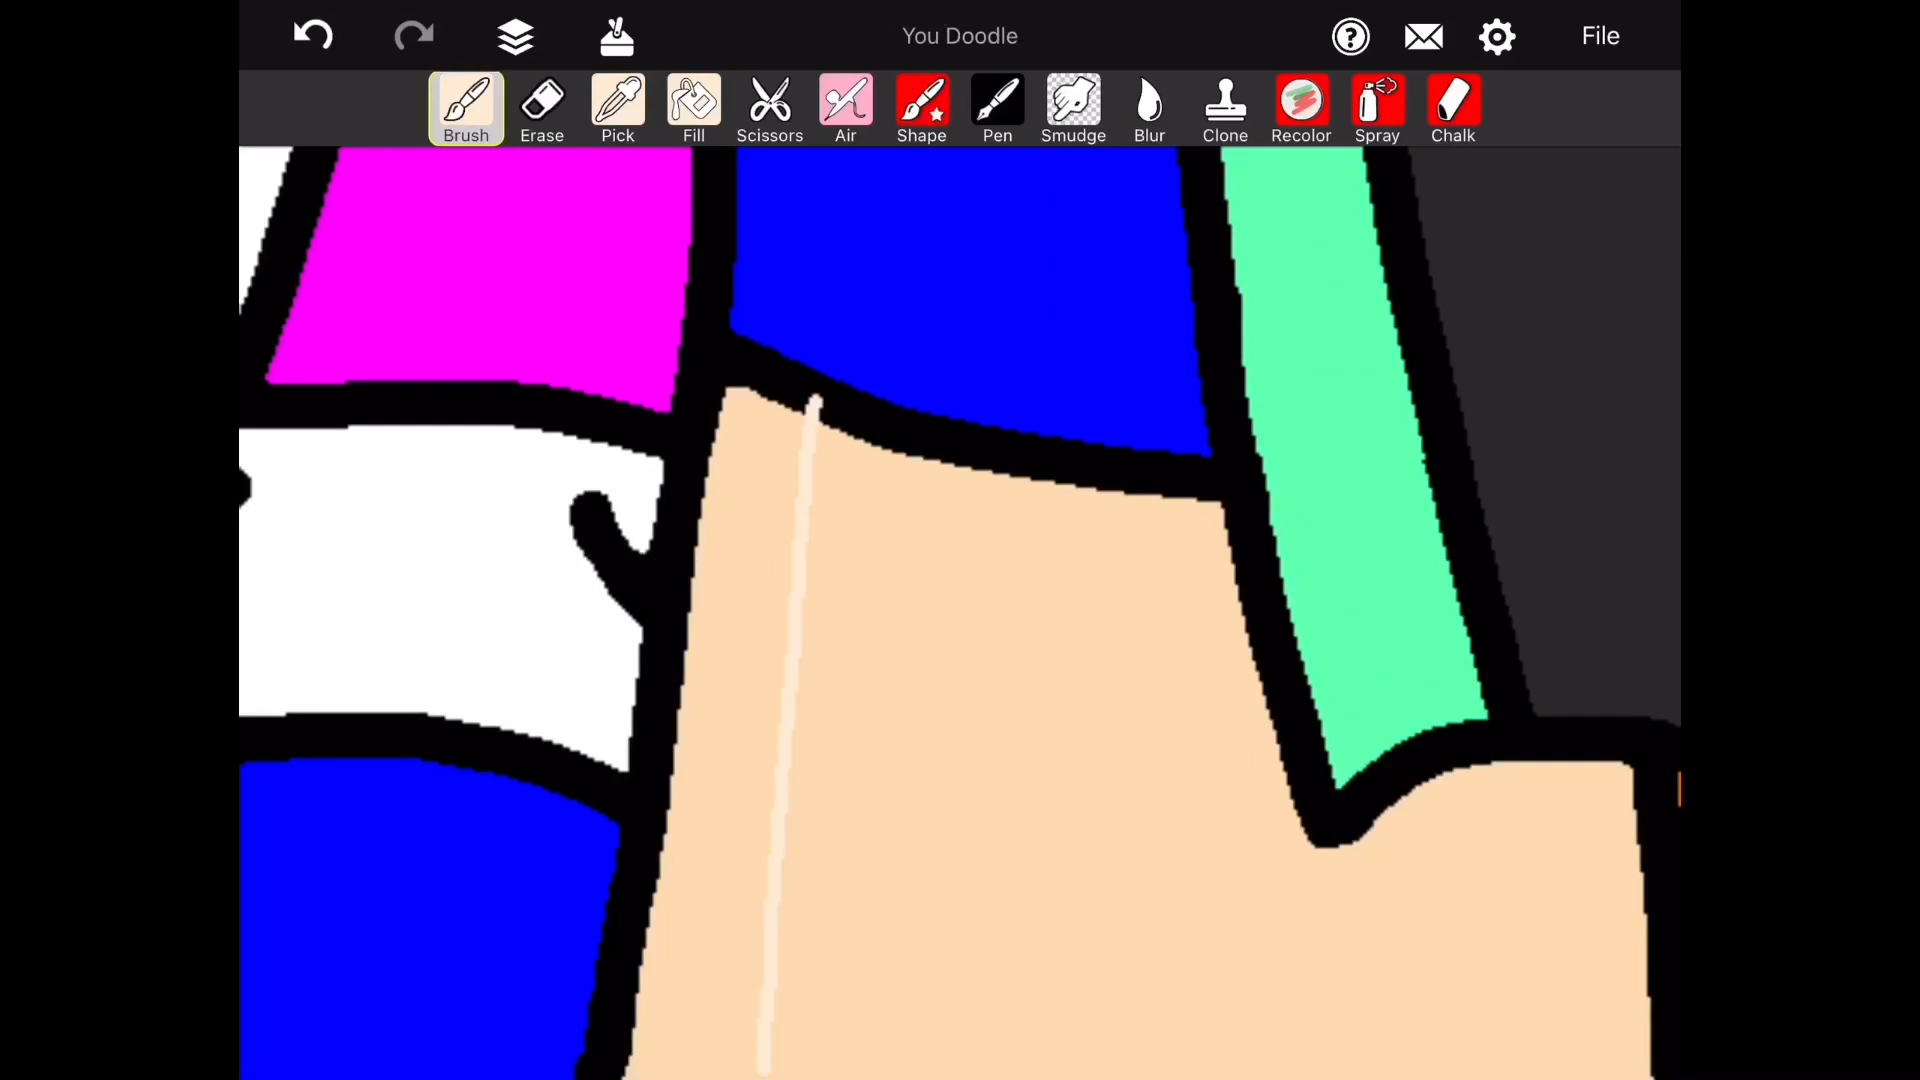 You Doodle
File
Brush Erase Pick Fill Scissors Air Shape Pen Smudge Blur Clone Recolor Spray Chalk